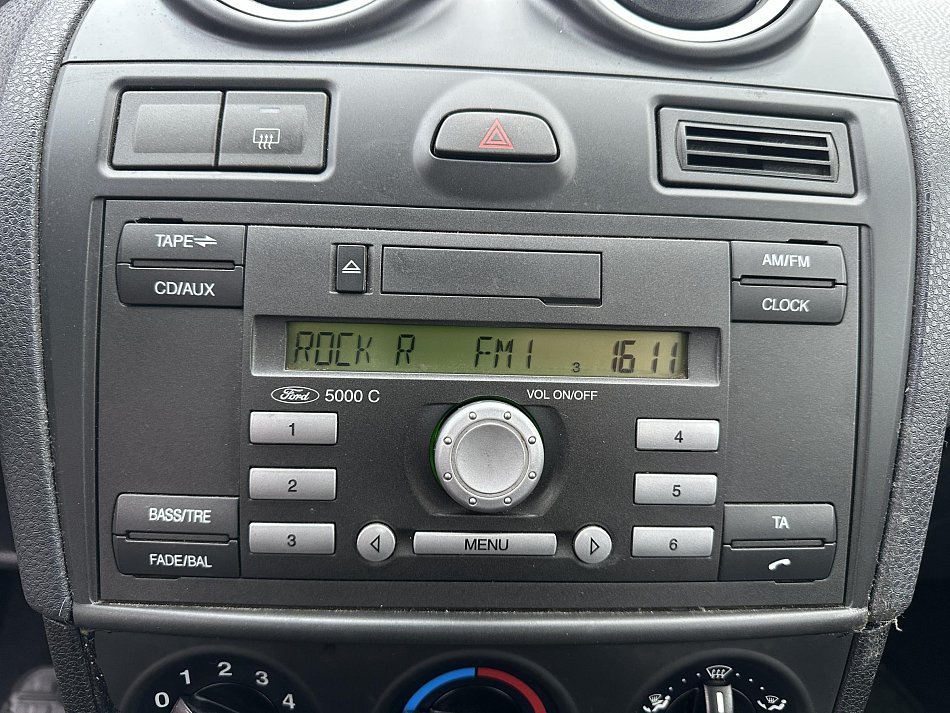 TAPE
AM/FM
CD/AUX
CLOCK
ROCK R FM1 3 16 11
Ford 5000 C
VOL ON/OFF
1
4
2
5
BASS/TRE
TA
3
MENU
6
FADE/BAL
0 1 2 3 4